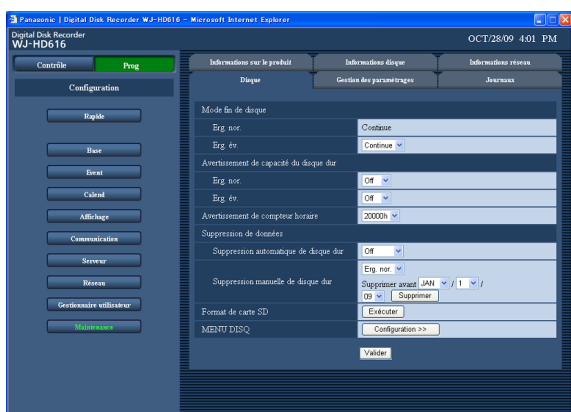 Panasonic | Digital Disk Recorder WJ-HD616 - Microsoft Internet Explorer
Digital Disk Recorder
WJ-HD616
OCT/28/09 4:01 PM
Contrôle Prog
Informations sur le produit Informations disque Informations réseau
Disque Gestion des paramétrages Journaux
Configuration
Rapide
Base
Event
Calend
Affichage
Communication
Serveur
Réseau
Gestionnaire utilisateur
Maintenance
Mode fin de disque
Erg. nor. Continue
Erg. év. Continue
Avertissement de capacité du disque dur
Erg. nor. Off
Erg. év. Off
Avertissement de compteur horaire 20000h
Suppression de données
Suppression automatique de disque dur Off
Suppression manuelle de disque dur Erg. nor.
Supprimer avant JAN / 1 /
09 Supprimer
Format de carte SD Exécuter
MENU DISQ Configuration >>
Valider